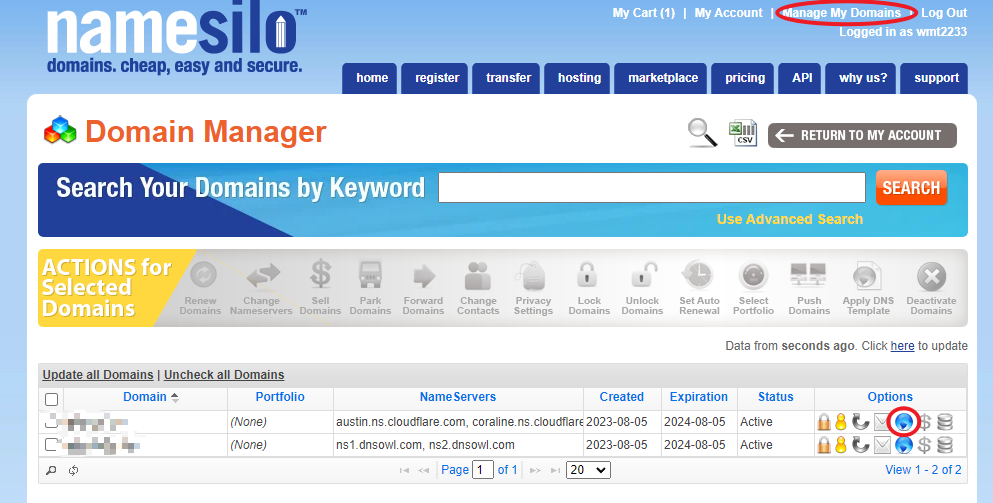 My Cart (1) | My Account | Manage My Domains Log Out
Logged in as wmt2233
namesilo™
domains. cheap, easy and secure.
home register transfer hosting marketplace pricing API why us? support
Domain Manager
CSV
RETURN TO MY ACCOUNT
Search Your Domains by Keyword
SEARCH
Use Advanced Search
ACTIONS for Selected Domains
Renew Domains
Change Nameservers
Sell Domains
Park Domains
Forward Domains
Change Contacts
Privacy Settings
Lock Domains
Unlock Domains
Set Auto Renewal
Select Portfolio
Push Domains
Apply DNS Template
Deactivate Domains
Data from seconds ago. Click here to update
Update all Domains | Uncheck all Domains
Domain Portfolio NameServers Created Expiration Status Options
(None) austin.ns.cloudflare.com, coraline.ns.cloudflare 2023-08-05 2024-08-05 Active
(None) ns1.dnsowl.com, ns2.dnsowl.com 2023-08-05 2024-08-05 Active
Page 1 of 1 20 View 1 - 2 of 2